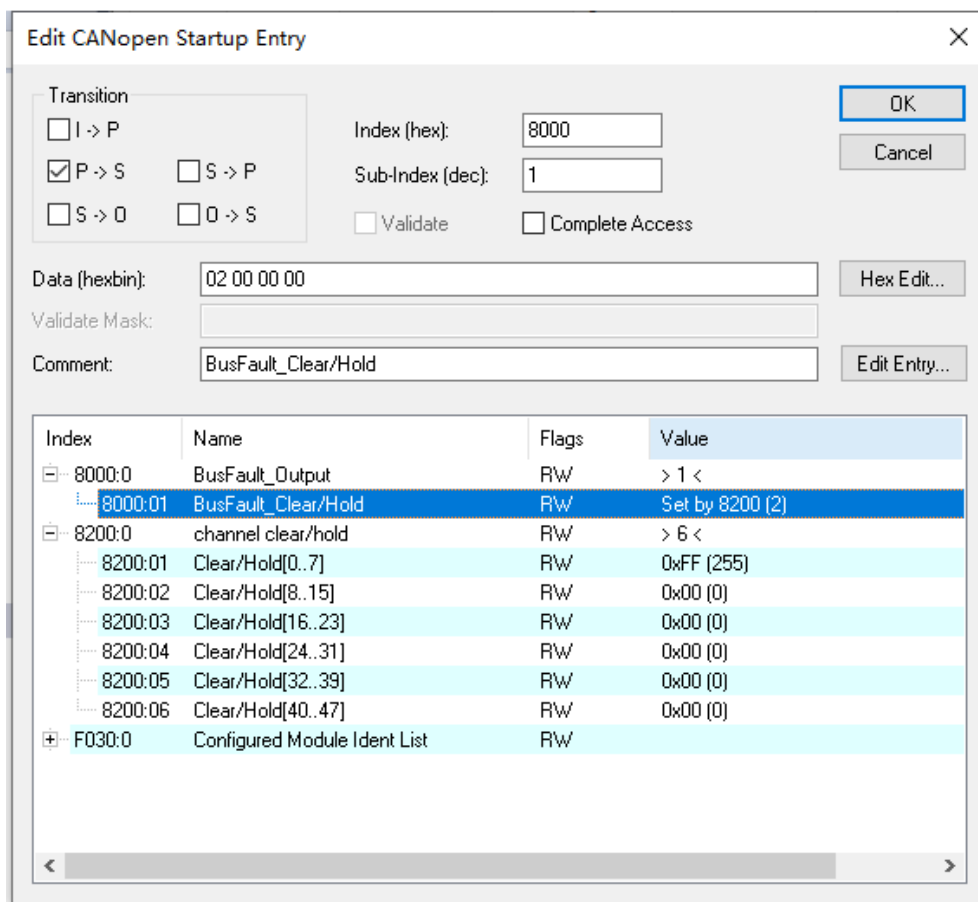 Edit CANopen Startup Entry
Transition
I -> P
P -> S
S -> P
S -> O
O -> S
Index (hex):
8000
Sub-Index (dec):
1
Validate
Complete Access
OK
Cancel
Data (hexbin):
02 00 00 00
Hex Edit...
Validate Mask:
Comment:
BusFault_Clear/Hold
Edit Entry...
Index Name Flags Value
8000:0 BusFault_Output RW > 1 <
8000:01 BusFault_Clear/Hold RW Set by 8200 (2)
8200:0 channel clear/hold RW > 6 <
8200:01 Clear/Hold[0..7] RW 0xFF (255)
8200:02 Clear/Hold[8..15] RW 0x00 (0)
8200:03 Clear/Hold[16..23] RW 0x00 (0)
8200:04 Clear/Hold[24..31] RW 0x00 (0)
8200:05 Clear/Hold[32..39] RW 0x00 (0)
8200:06 Clear/Hold[40..47] RW 0x00 (0)
F030:0 Configured Module Ident List RW